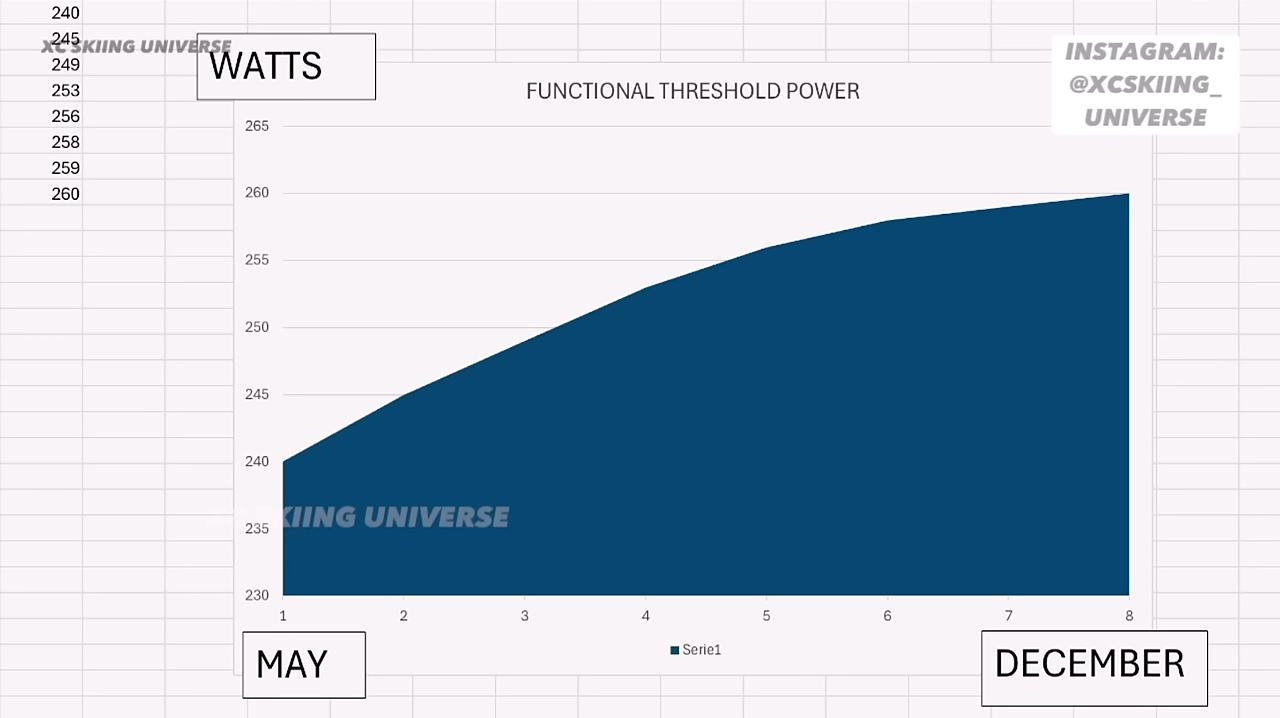 240
245
XC SKIING UNIVERSE
249
253
256
258
259
260
WATTS
INSTAGRAM:
@XCSKIING_
UNIVERSE
FUNCTIONAL THRESHOLD POWER
265
260
255
250
245
240
235
230
XC SKIING UNIVERSE
1 2 3 4 5 6 7 8
Serie1
MAY
DECEMBER